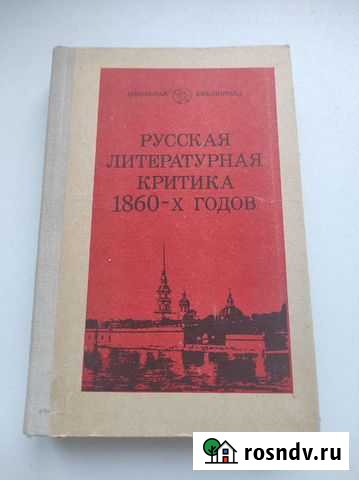 ШКОЛЬНАЯ БИБЛИОТЕКА
РУССКАЯ
ЛИТЕРАТУРНАЯ
КРИТИКА
1860-х ГОДОВ
rosndv.ru